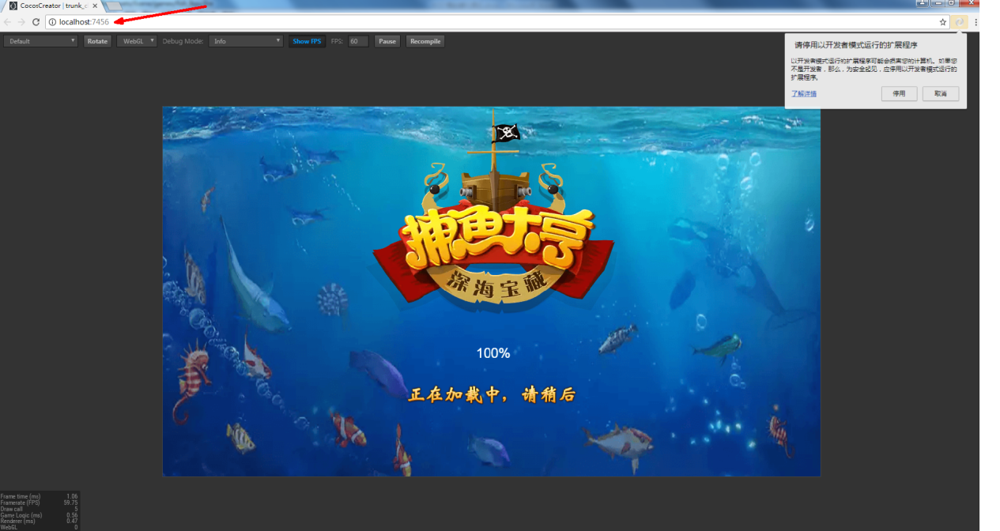 CocosCreator | trunk_c
localhost:7456
Default Rotate WebGL Debug Mode: Info Show FPS FPS: 60 Pause Recompile
请停用以开发者模式运行的扩展程序
以开发者模式运行的扩展程序可能会损害您的计算机。如果您
不是开发者，那么，为安全起见，应停用以开发者模式运行的
扩展程序。
了解详情 停用 取消
捕鱼大亨
深海宝藏
100%
正在加载中，请稍后
Frame time (ms) 1.06
Framerate (FPS) 59.75
Draw call 5
Game Logic (ms) 0.56
Renderer (ms) 0.47
WebGL 0